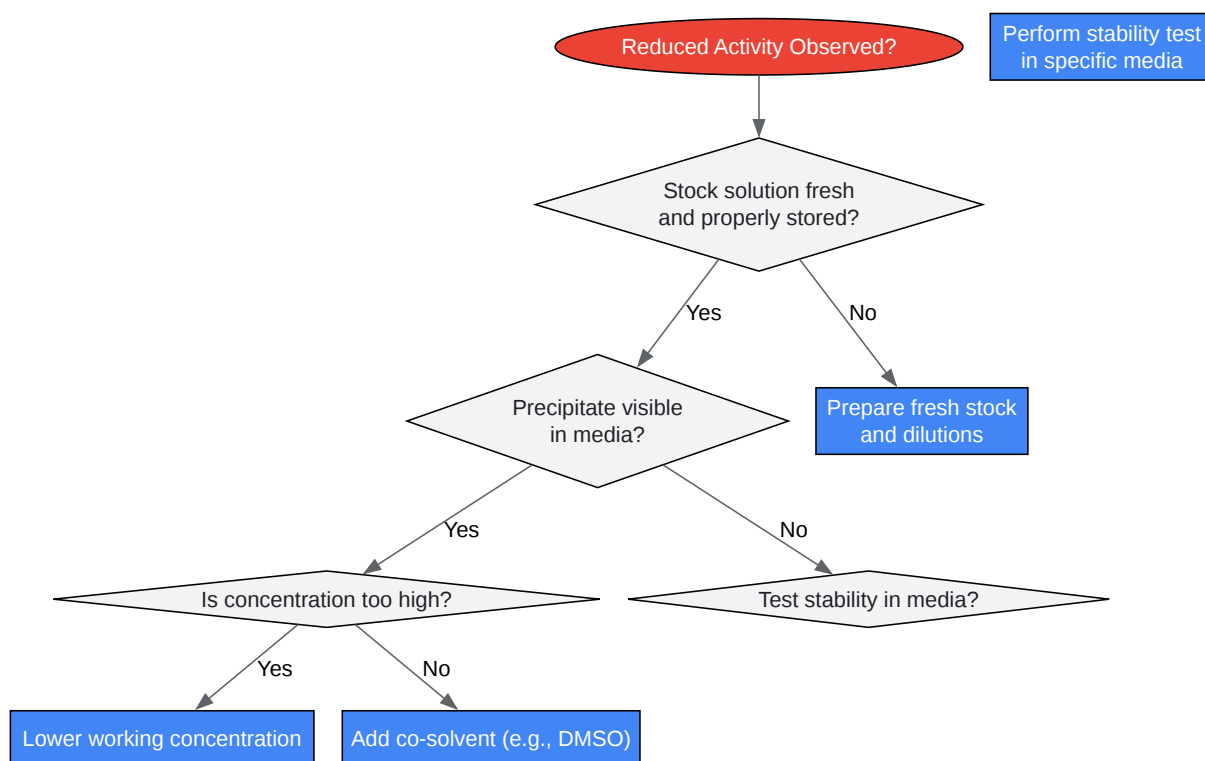 Reduced Activity Observed?
Perform stability test
in specific media
Stock solution fresh
and properly stored?
Yes
No
Precipitate visible
in media?
Prepare fresh stock
and dilutions
Yes
No
Is concentration too high?
Test stability in media?
Yes
No
Lower working concentration
Add co-solvent (e.g., DMSO)